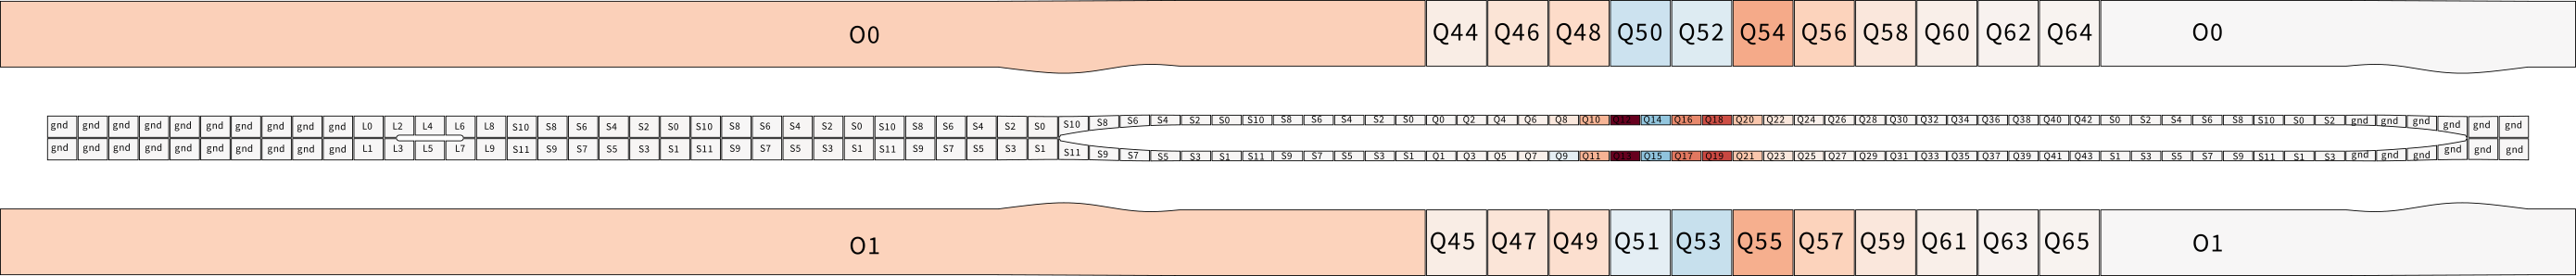 O0 Q44 Q46 Q48 Q50 Q52 Q54 Q56 Q58 Q60 Q62 Q64 O0
gnd gnd gnd gnd gnd gnd gnd gnd gnd gnd L0 L2 L4 L6 L8 S10 S8 S6 S4 S2 S0 S10 S8 S6 S4 S2 S0 S10 S8 S6 S4 S2 S0 S10 S8 S6 S4 S2 S0 S10 S8 S6 S4 S2 S0 Q0 Q2 Q4 Q6 Q8 Q10 Q12 Q14 Q16 Q18 Q20 Q22 Q24 Q26 Q28 Q30 Q32 Q34 Q36 Q38 Q40 Q42 S0 S2 S4 S6 S8 S10 S0 S2 gnd gnd gnd gnd gnd gnd
gnd gnd gnd gnd gnd gnd gnd gnd gnd gnd L1 L3 L5 L7 L9 S11 S9 S7 S5 S3 S1 S11 S9 S7 S5 S3 S1 S11 S9 S7 S5 S3 S1 S11 S9 S7 S5 S3 S1 S11 S9 S7 S5 S3 S1 Q1 Q3 Q5 Q7 Q9 Q11 Q13 Q15 Q17 Q19 Q21 Q23 Q25 Q27 Q29 Q31 Q33 Q35 Q37 Q39 Q41 Q43 S1 S3 S5 S7 S9 S11 S1 S3 gnd gnd gnd gnd gnd gnd
O1 Q45 Q47 Q49 Q51 Q53 Q55 Q57 Q59 Q61 Q63 Q65 O1